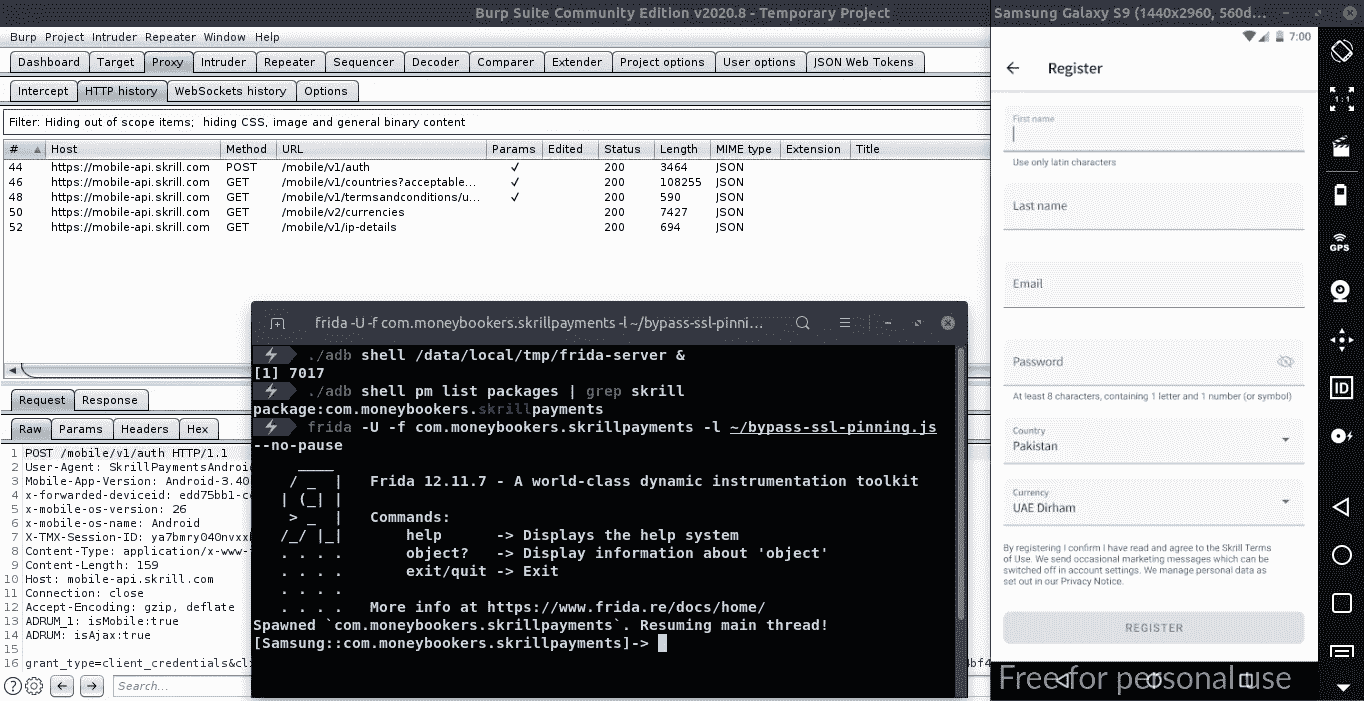 Burp Suite Community Edition v2020.8 - Temporary Project
Burp Project Intruder Repeater Window Help
Dashboard Target Proxy Intruder Repeater Sequencer Decoder Comparer Extender Project options User options JSON Web Tokens
Intercept HTTP history WebSockets history Options
Filter: Hiding out of scope items; hiding CSS, image and general binary content
# Host Method URL Params Edited Status Length MIME type Extension Title
44 https://mobile-api.skrill.com POST /mobile/v1/auth ✓ 200 3464 JSON
46 https://mobile-api.skrill.com GET /mobile/v1/countries?acceptable... ✓ 200 108255 JSON
48 https://mobile-api.skrill.com GET /mobile/v1/termsandconditions/u... ✓ 200 590 JSON
50 https://mobile-api.skrill.com GET /mobile/v2/currencies 200 7427 JSON
52 https://mobile-api.skrill.com GET /mobile/v1/ip-details 200 694 JSON
Request Response
Raw Params Headers Hex
1 POST /mobile/v1/auth HTTP/1.1
2 User-Agent: SkrillPaymentsAndroi
3 Mobile-App-Version: Android-3.40
4 x-forwarded-deviceid: edd75bb1-c
5 x-mobile-os-version: 26
6 x-mobile-os-name: Android
7 X-TMX-Session-ID:
8 Content-Type: application/x-www-
9 Content-Length: 159
10 Host: mobile-api.skrill.com
11 Connection: close
12 Accept-Encoding: gzip, deflate
13 ADRUM_1: isMobile:true
14 ADRUM: isAjax:true
15
16 grant_type=client_credentials&cli
Search...
frida -U -f com.moneybookers.skrillpayments -l ~/bypass-ssl-pinni...
./adb shell /data/local/tmp/frida-server &
[1] 7017
./adb shell pm list packages | grep skrill
package:com.moneybookers.skrillpayments
frida -U -f com.moneybookers.skrillpayments -l ~/bypass-ssl-pinning.js
--no-pause
____
/ _ | Frida 12.11.7 - A world-class dynamic instrumentation toolkit
| (_| |
> _ | Commands:
/_/ |_| help -> Displays the help system
. . . . object? -> Display information about 'object'
. . . . exit/quit -> Exit
. . . .
. . . . More info at https://www.frida.re/docs/home/
Spawned `com.moneybookers.skrillpayments`. Resuming main thread!
[Samsung::com.moneybookers.skrillpayments]->
Samsung Galaxy S9 (1440x2960, 560d...
7:00
Register
First name
Use only latin characters
Last name
Email
Password
At least 8 characters, containing 1 letter and 1 number (or symbol)
Country
Pakistan
Currency
UAE Dirham
By registering I confirm I have read and agree to the Skrill Terms
of Use. We send occasional marketing messages which can be
switched off in account settings. We manage personal data as
set out in our Privacy Notice.
REGISTER
Free for personal use
1:1
GPS
ID